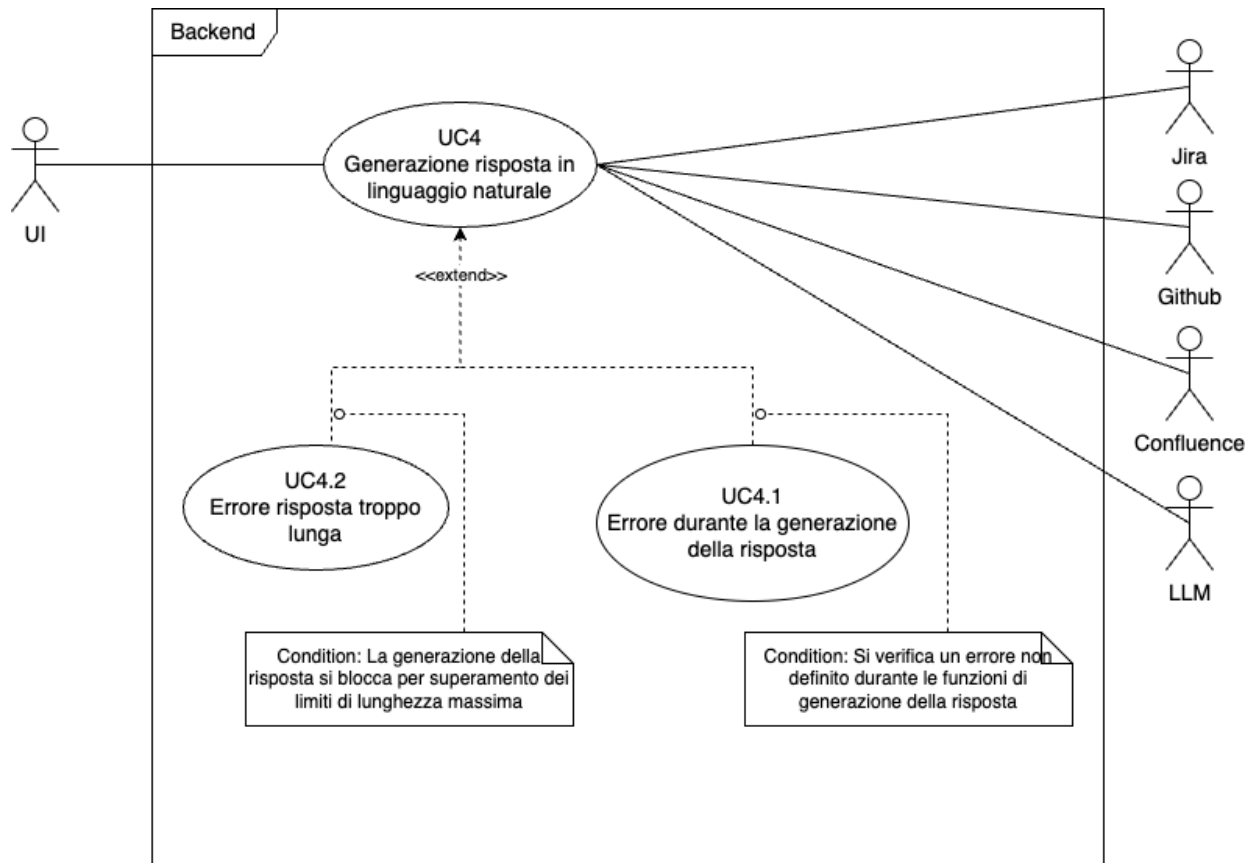 Backend
UC4
Generazione risposta in
linguaggio naturale
UI
Jira
Github
Confluence
LLM
<<extend>>
UC4.2
Errore risposta troppo
lunga
UC4.1
Errore durante la generazione
della risposta
Condition: La generazione della
risposta si blocca per superamento dei
limiti di lunghezza massima
Condition: Si verifica un errore non
definito durante le funzioni di
generazione della risposta